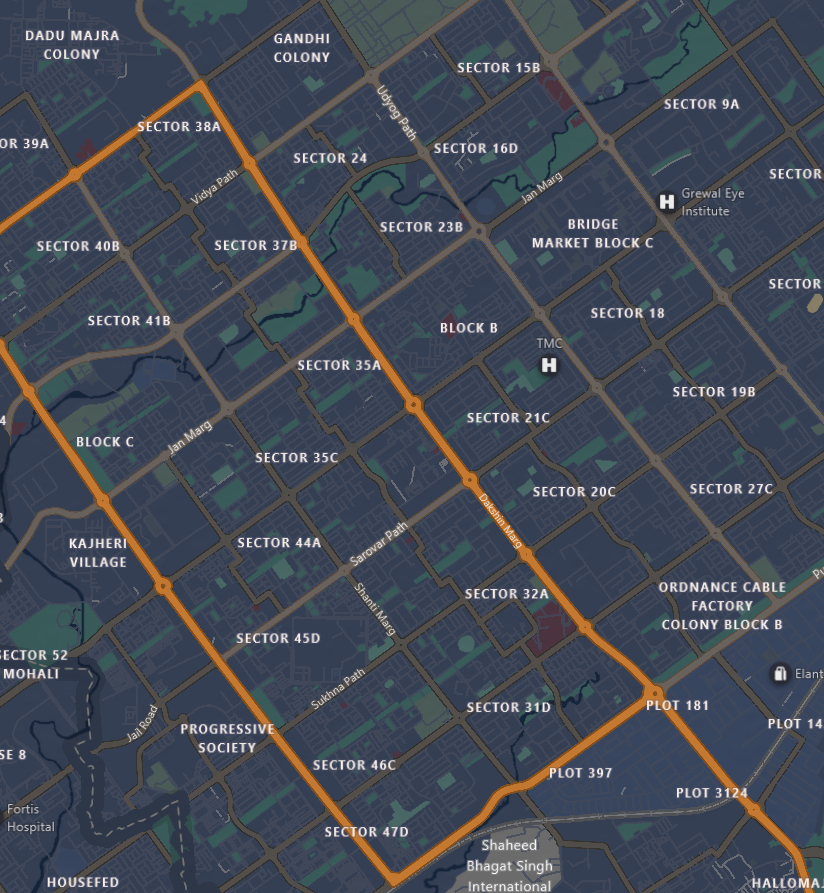 DADU MAJRA
COLONY
GANDHI
COLONY
SECTOR 15B
SECTOR 9A
Udyog Path
SECTOR 38A
OR 39A
SECTOR 24
SECTOR 16D
SECTOR
Vidya Path
Jan Marg
Grewal Eye
Institute
SECTOR 40B
SECTOR 37B
SECTOR 23B
BRIDGE
MARKET BLOCK C
SECTOR
SECTOR 41B
BLOCK B
SECTOR 18
TMC
H
H
SECTOR 35A
SECTOR 19B
4
BLOCK C
Jan Marg
SECTOR 21C
SECTOR 35C
SECTOR 20C
SECTOR 27C
Dakshin Marg
KAJHERI
VILLAGE
SECTOR 44A
Sarovar Path
SECTOR 32A
ORDNANCE CABLE
FACTORY
COLONY BLOCK B
Shanti Marg
SECTOR 45D
SECTOR 52
MOHALI
Sukhna Path
Elant
Jail Road
SECTOR 31D
PLOT 181
PLOT 14
PROGRESSIVE
SOCIETY
SE 8
SECTOR 46C
PLOT 397
PLOT 3124
Fortis
Hospital
SECTOR 47D
Shaheed
Bhagat Singh
International
HOUSEFED
HALLOMA